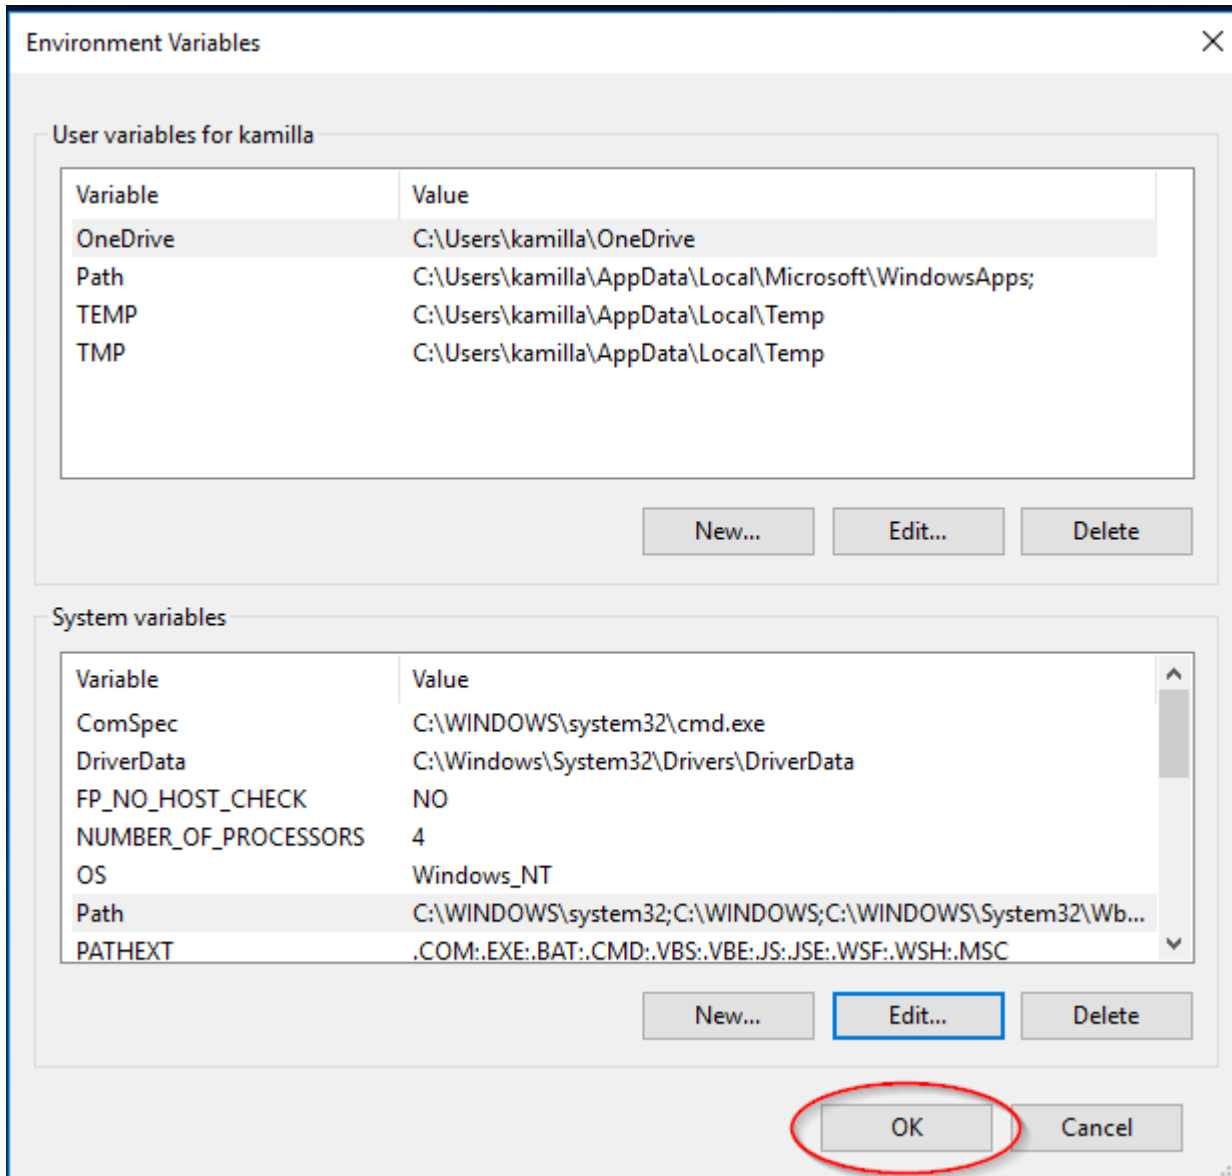 Environment Variables
User variables for kamilla
Variable Value
OneDrive C:\Users\kamilla\OneDrive
Path C:\Users\kamilla\AppData\Local\Microsoft\WindowsApps;
TEMP C:\Users\kamilla\AppData\Local\Temp
TMP C:\Users\kamilla\AppData\Local\Temp
New... Edit... Delete
System variables
Variable Value
ComSpec C:\WINDOWS\system32\cmd.exe
DriverData C:\Windows\System32\Drivers\DriverData
FP_NO_HOST_CHECK NO
NUMBER_OF_PROCESSORS 4
OS Windows_NT
Path C:\WINDOWS\system32;C:\WINDOWS;C:\WINDOWS\System32\Wb...
PATHEXT .COM;.EXE;.BAT;.CMD;.VBS;.VBE;.JS;.JSE;.WSF;.WSH;.MSC
New... Edit... Delete
OK Cancel